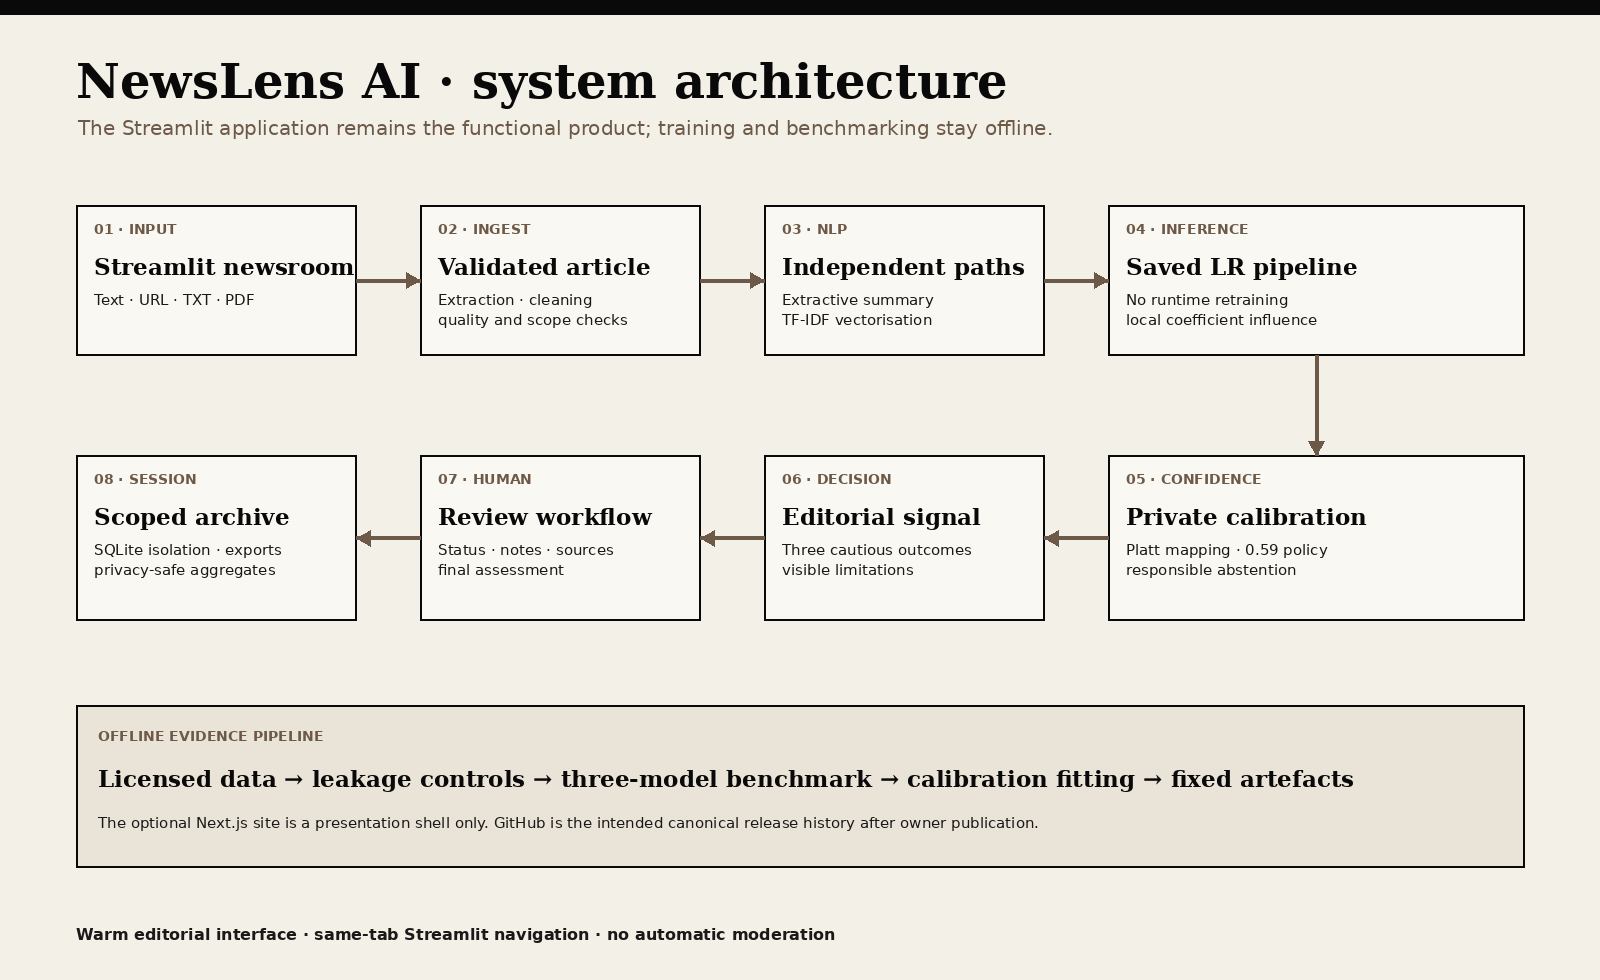 NewsLens AI · system architecture
The Streamlit application remains the functional product; training and benchmarking stay offline.
01 · INPUT
Streamlit newsroom
Text · URL · TXT · PDF
02 · INGEST
Validated article
Extraction · cleaning
quality and scope checks
03 · NLP
Independent paths
Extractive summary
TF-IDF vectorisation
04 · INFERENCE
Saved LR pipeline
No runtime retraining
local coefficient influence
05 · CONFIDENCE
Private calibration
Platt mapping · 0.59 policy
responsible abstention
06 · DECISION
Editorial signal
Three cautious outcomes
visible limitations
07 · HUMAN
Review workflow
Status · notes · sources
final assessment
08 · SESSION
Scoped archive
SQLite isolation · exports
privacy-safe aggregates
OFFLINE EVIDENCE PIPELINE
Licensed data → leakage controls → three-model benchmark → calibration fitting → fixed artefacts
The optional Next.js site is a presentation shell only. GitHub is the intended canonical release history after owner publication.
Warm editorial interface · same-tab Streamlit navigation · no automatic moderation